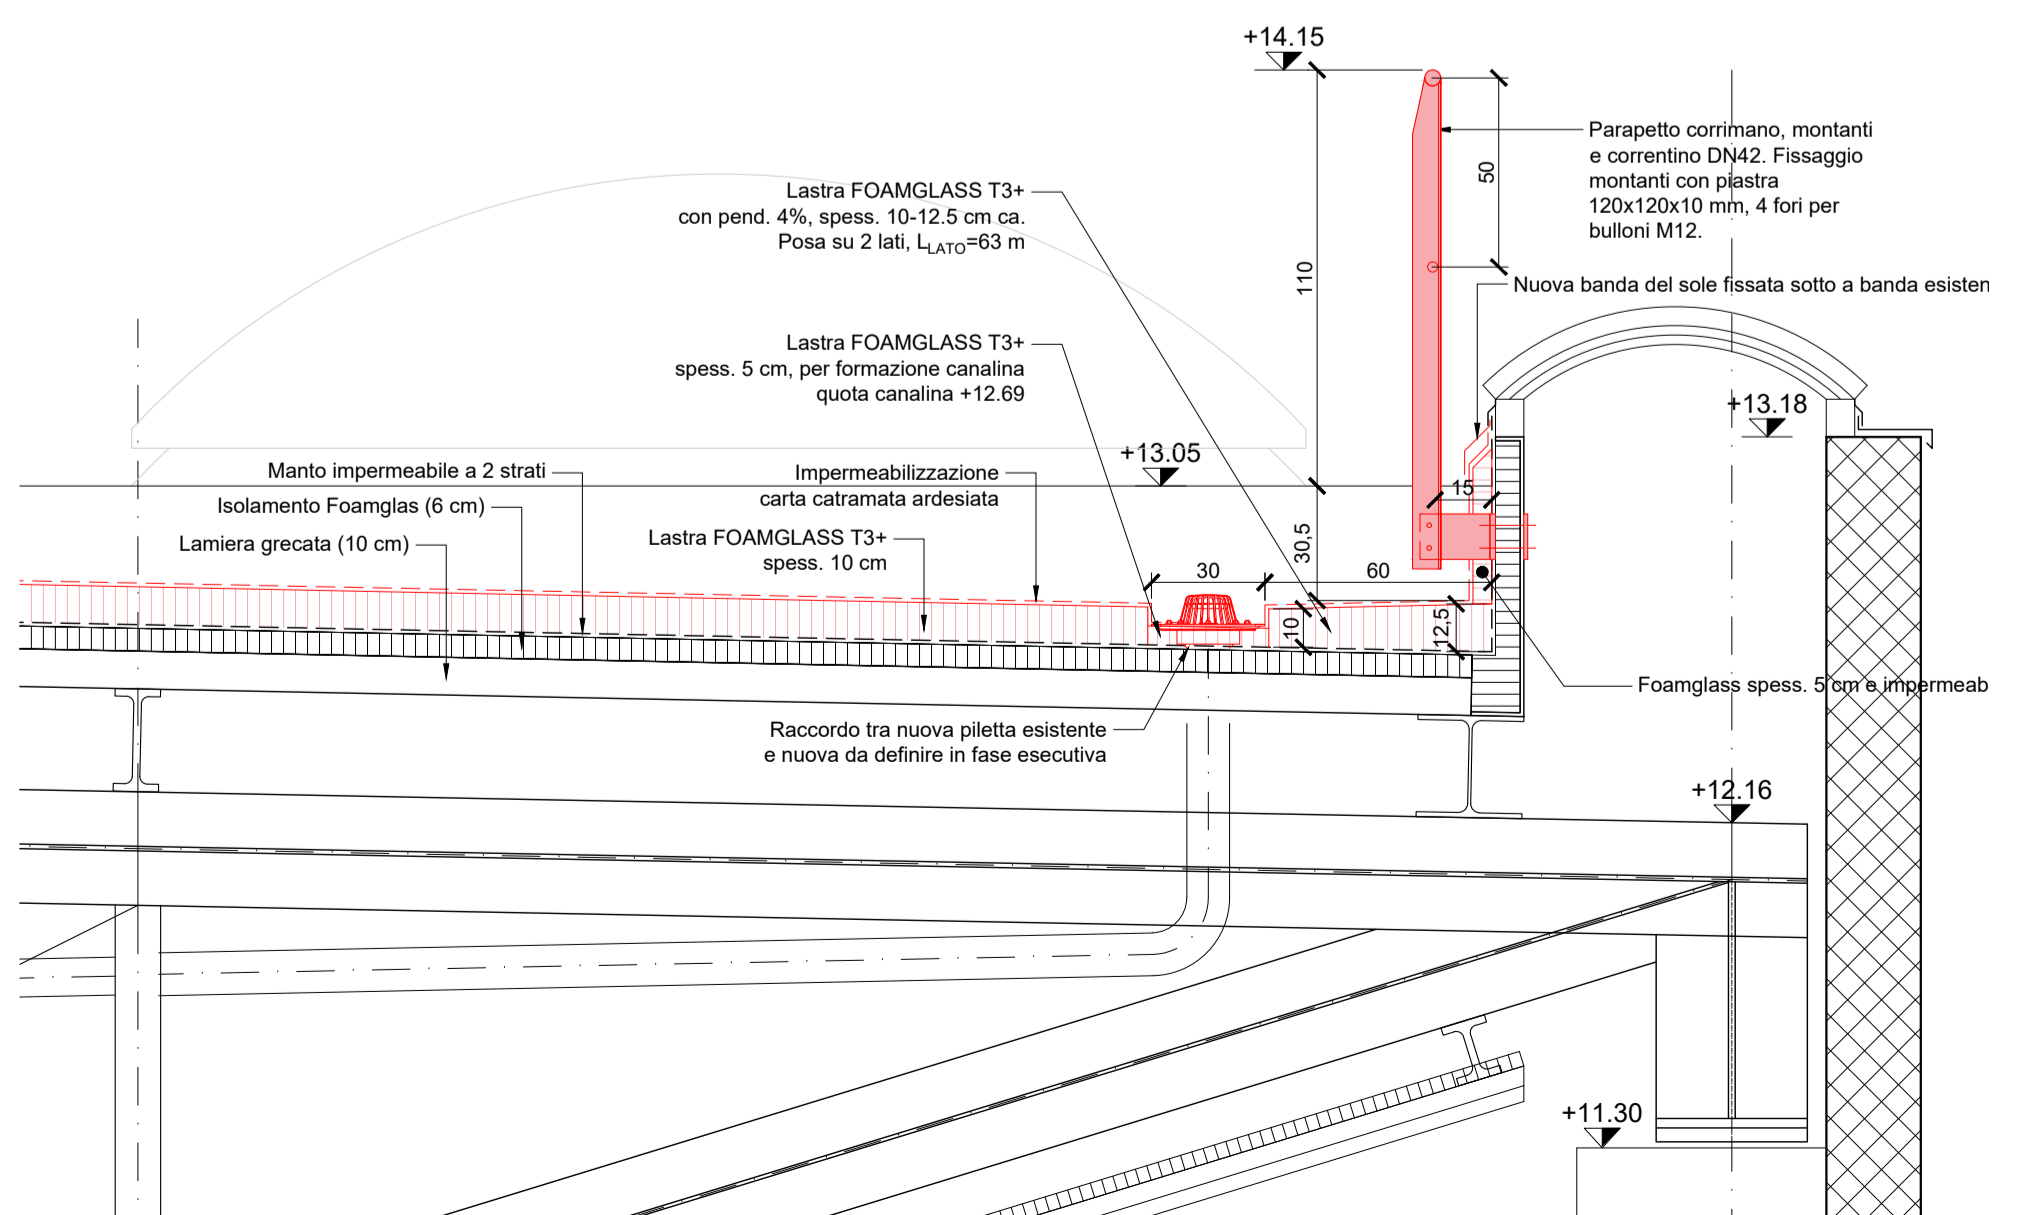 +14.15
Parapetto corrimano, montanti
e correntino DN42. Fissaggio
montanti con piastra
120x120x10 mm, 4 fori per
bulloni M12.
50
110
Lastra FOAMGLASS T3+
con pend. 4%, spess. 10-12.5 cm ca.
Posa su 2 lati, LLATO=63 m
Nuova banda del sole fissata sotto a banda esisten
Lastra FOAMGLASS T3+
spess. 5 cm, per formazione canalina
quota canalina +12.69
+13.18
+13.05
Manto impermeabile a 2 strati
Isolamento Foamglas (6 cm)
Lamiera grecata (10 cm)
Impermeabilizzazione
carta catramata ardesiata
Lastra FOAMGLASS T3+
spess. 10 cm
15
30,5
30
60
10
12,5
Foamglass spess. 5 cm e impermeab
Raccordo tra nuova piletta esistente
e nuova da definire in fase esecutiva
+12.16
+11.30